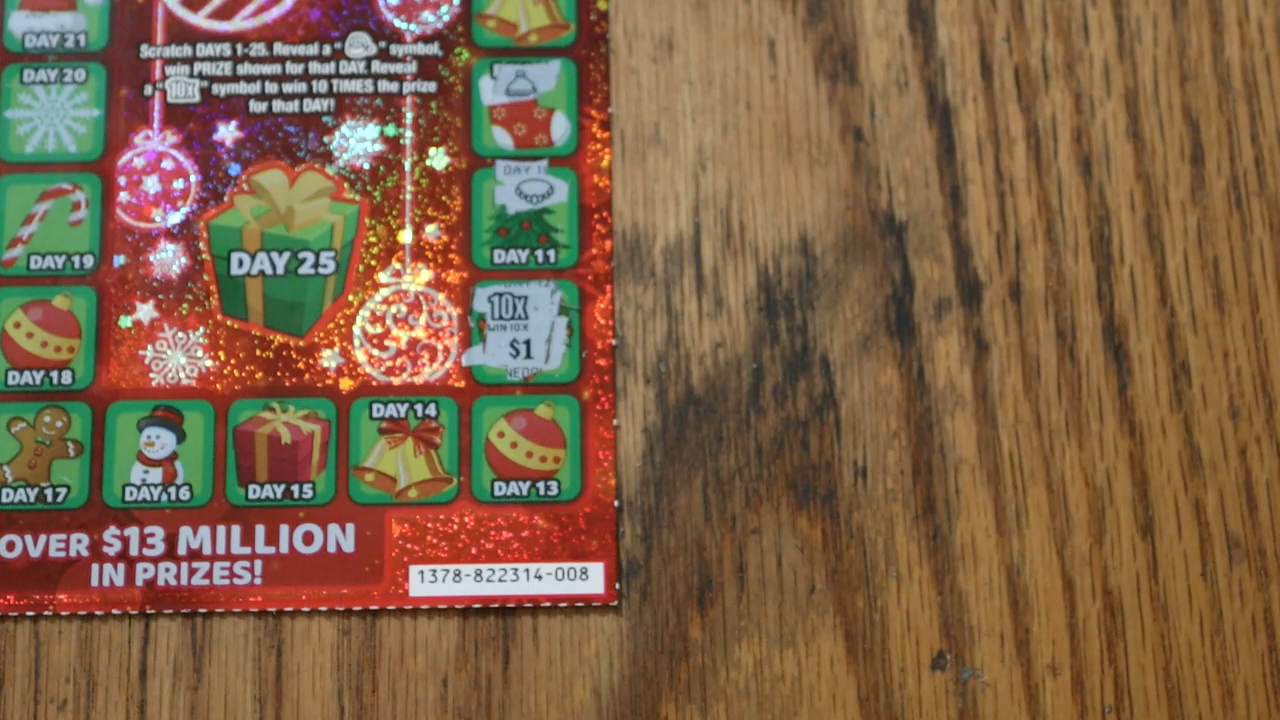 DAY 21
Scratch DAYS 1-25. Reveal a " " symbol,
win PRIZE shown for that DAY. Reveal
a "10X" symbol to win 10 TIMES the prize
for that DAY!
DAY 20
DAY 11
DAY 19
DAY 25
10X
WIN 10X
$1
DAY 18
DAY 14
DAY 17
DAY 16
DAY 15
DAY 13
OVER $13 MILLION
IN PRIZES!
1378-822314-008